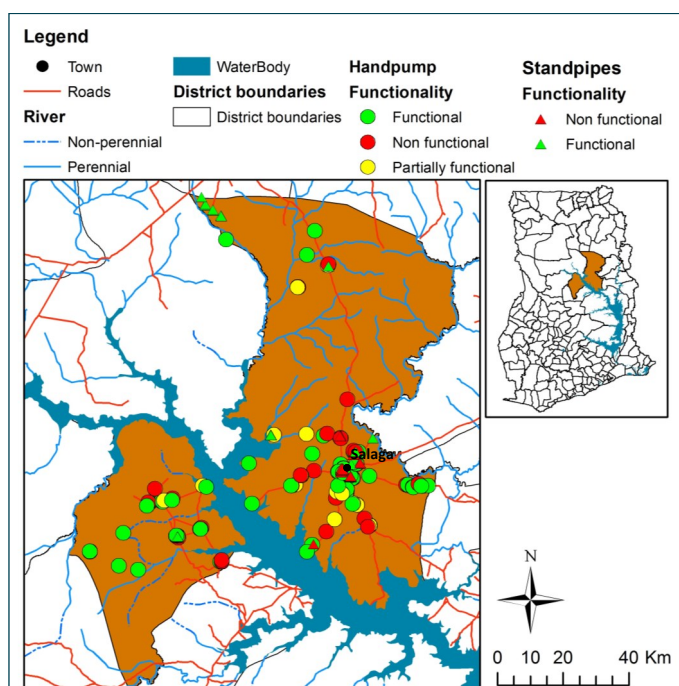 Legend
Town
Roads
River
Non-perennial
Perennial
WaterBody
District boundaries
District boundaries
Handpump
Functionality
Functional
Non functional
Partially functional
Standpipes
Functionality
Non functional
Functional
Salaga
N
0 10 20 40 Km